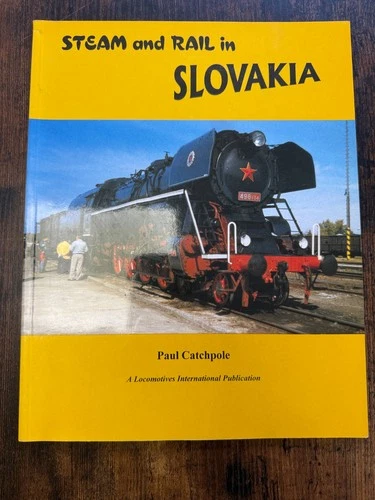 STEAM and RAIL in
SLOVAKIA
Paul Catchpole
A Locomotives International Publication